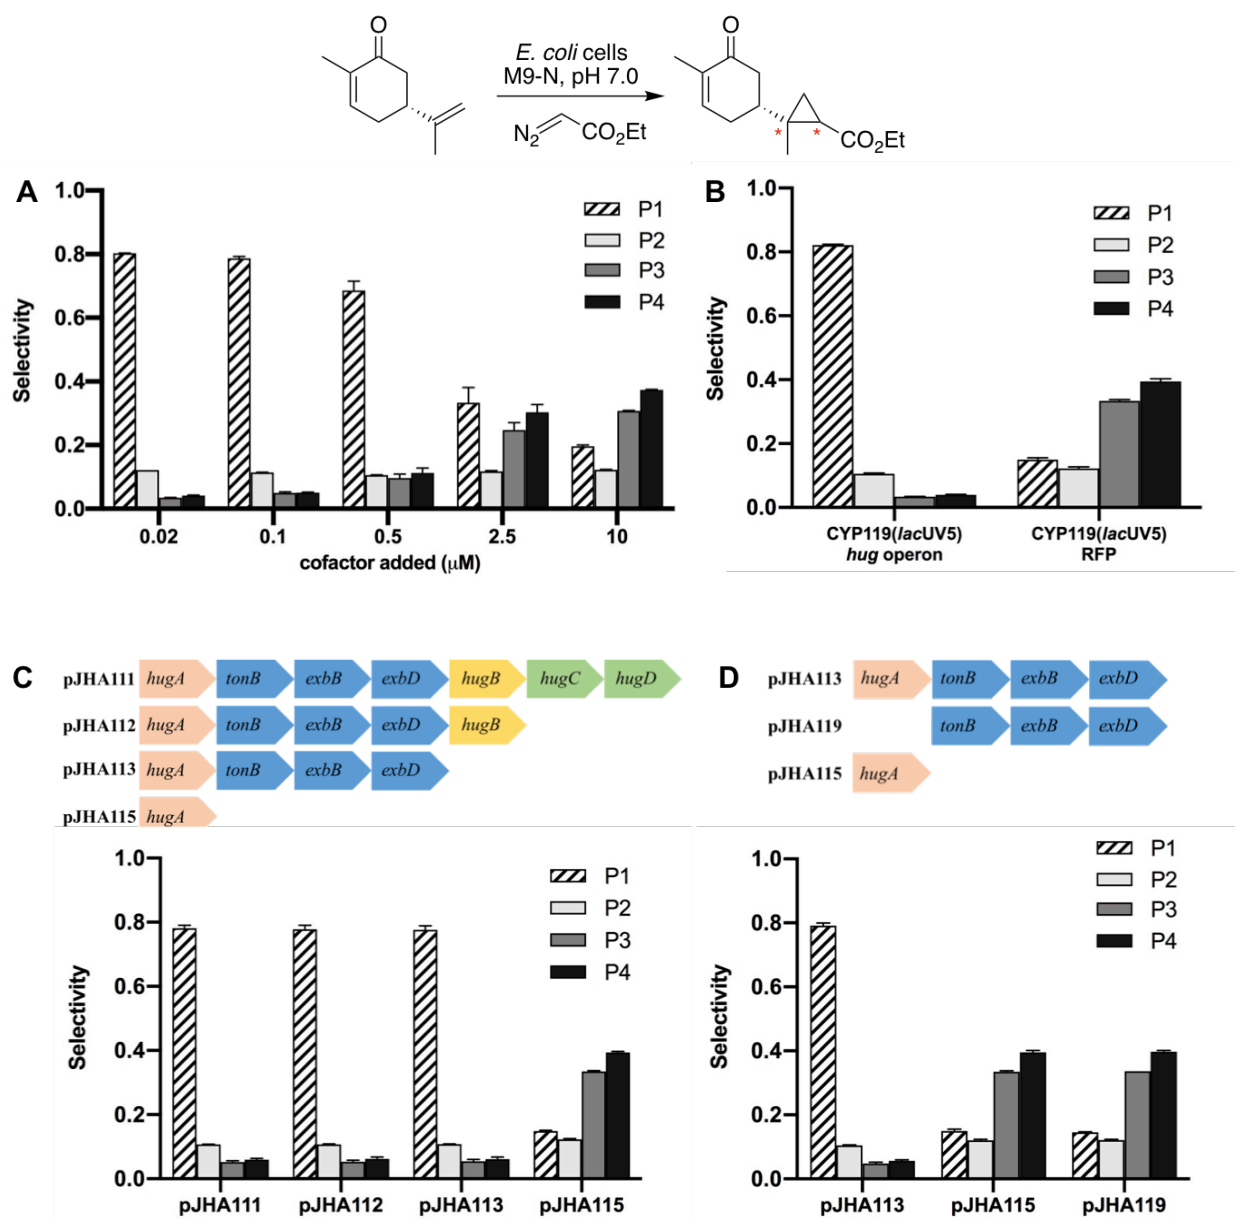 O
E. coli cells
M9-N, pH 7.0
N2 CO2Et
O
* *
CO2Et
A
Selectivity
1.0
0.8
0.6
0.4
0.2
0.0
P1
P2
P3
P4
0.02 0.1 0.5 2.5 10
cofactor added (μM)
B
Selectivity
1.0
0.8
0.6
0.4
0.2
0.0
P1
P2
P3
P4
CYP119(lacUV5) CYP119(lacUV5)
hug operon RFP
C
pJHA111 hugA tonB exbB exbD hugB hugC hugD
pJHA112 hugA tonB exbB exbD hugB
pJHA113 hugA tonB exbB exbD
pJHA115 hugA
Selectivity
1.0
0.8
0.6
0.4
0.2
0.0
P1
P2
P3
P4
pJHA111 pJHA112 pJHA113 pJHA115
D
pJHA113 hugA tonB exbB exbD
pJHA119 tonB exbB exbD
pJHA115 hugA
Selectivity
1.0
0.8
0.6
0.4
0.2
0.0
P1
P2
P3
P4
pJHA113 pJHA115 pJHA119